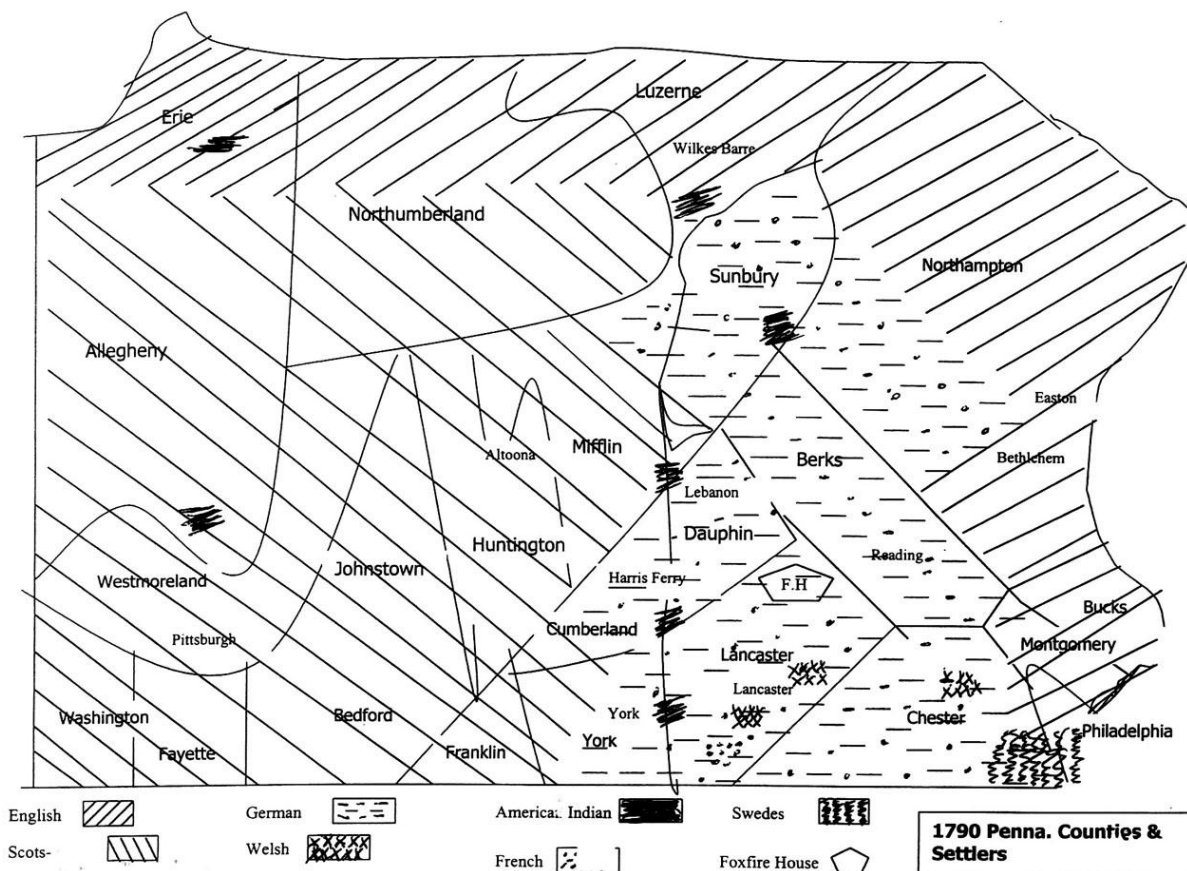 Luzerne
Erie
Wilkes Barre
Northumberland
Northampton
Sunbury
Allegheny
Easton
Mifflin
Altoona
Berks
Bethlehem
Lebanon
Dauphin
Huntington
Reading
Johnstown
Westmoreland
Harris Ferry
F.H
Bucks
Cumberland
Pittsburgh
Montgomery
Lancaster
Lancaster
York
Washington
Bedford
Chester
Philadelphia
York
Fayette
Franklin
English
German
America. Indian
Swedes
Scots-
Welsh
French
Foxfire House
1790 Penna. Counties &
Settlers